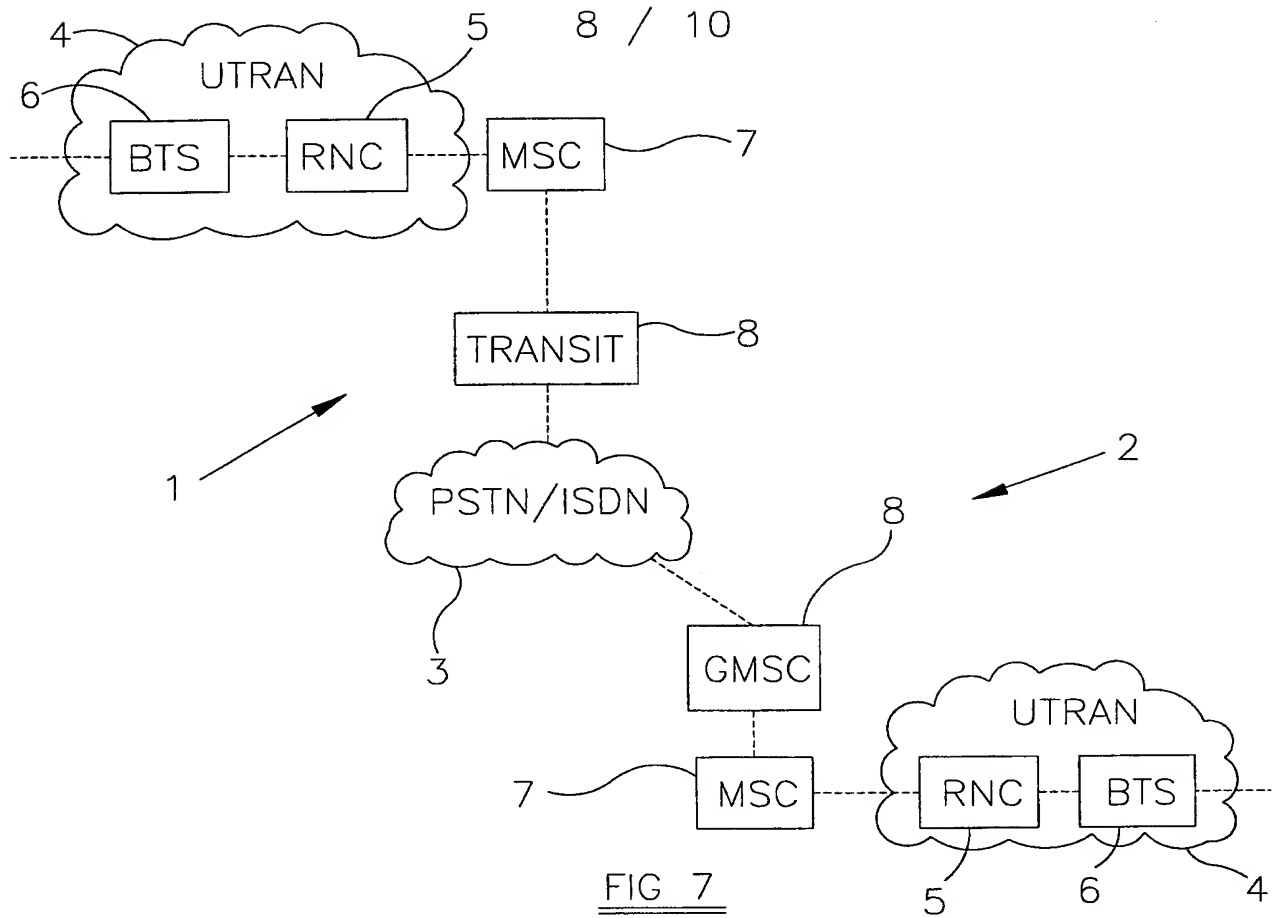 8 / 10
4
5
UTRAN
6
BTS
RNC
MSC
7
TRANSIT
8
1
2
PSTN/ISDN
8
3
GMSC
UTRAN
7
MSC
RNC
BTS
5
6
4
FIG 7